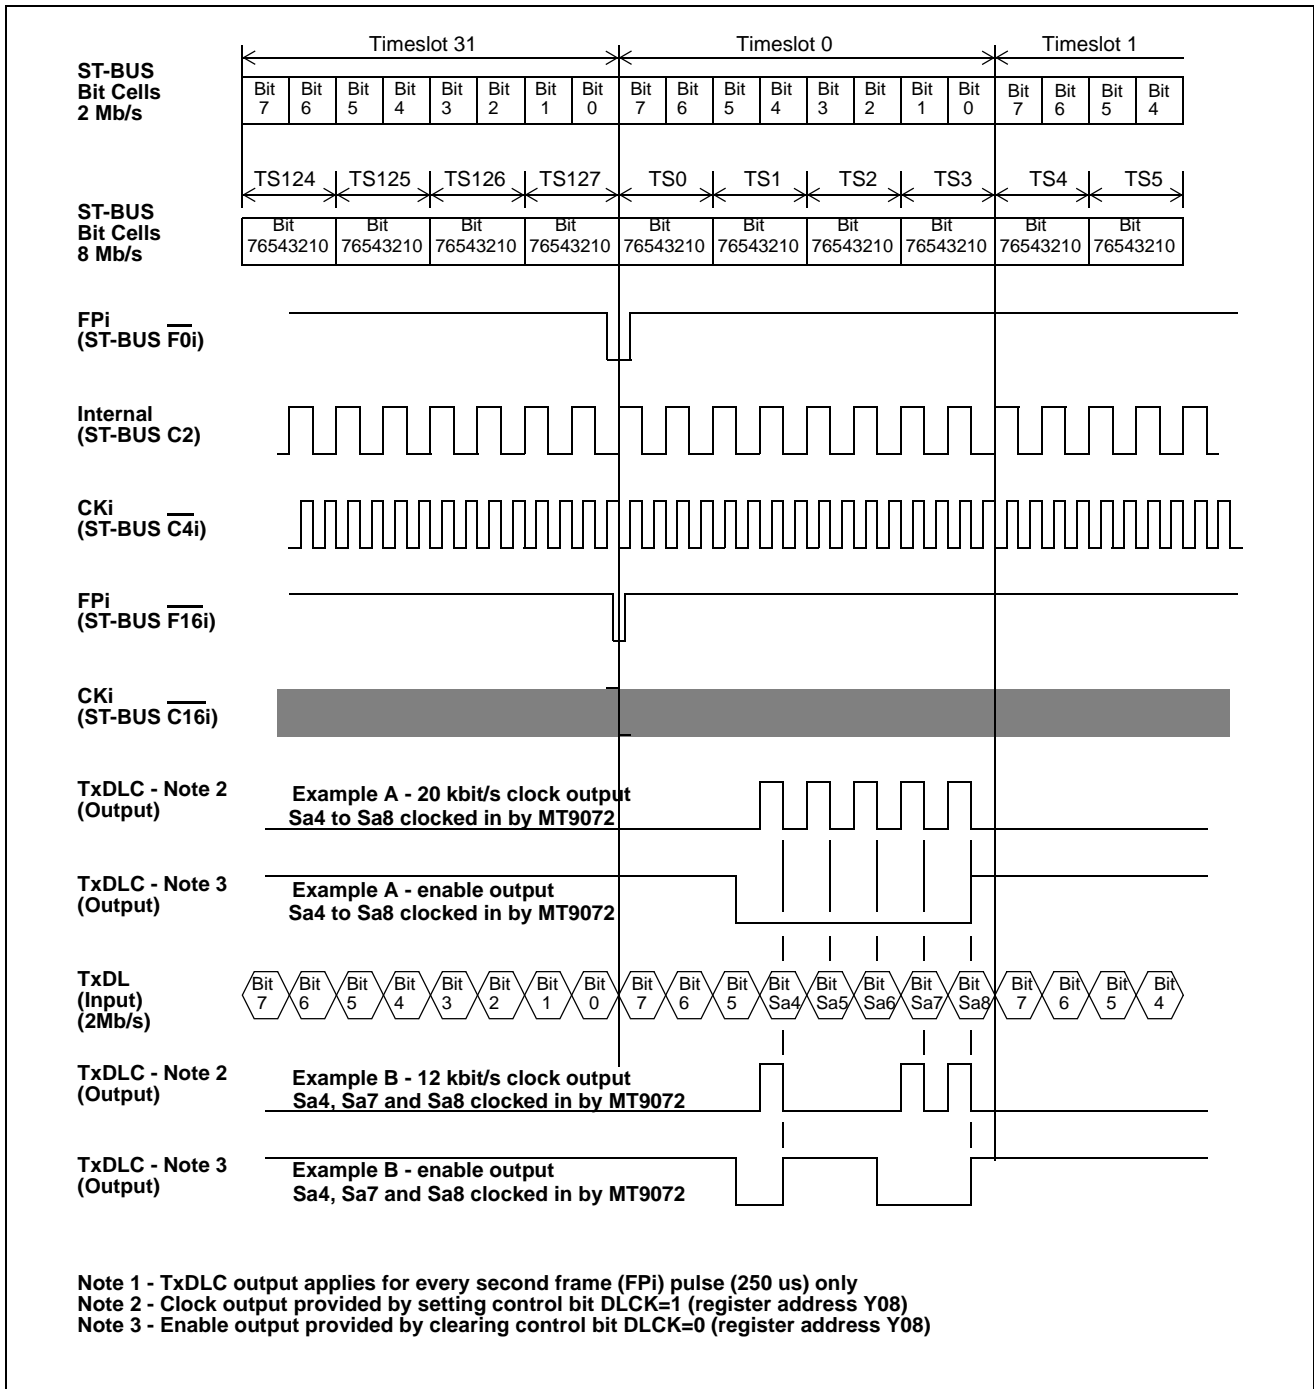 Timeslot 31 Timeslot 0 Timeslot 1
ST-BUS
Bit Cells
2 Mb/s
Bit Bit Bit Bit Bit Bit Bit Bit Bit Bit Bit Bit Bit Bit Bit Bit Bit Bit Bit Bit
7 6 5 4 3 2 1 0 7 6 5 4 3 2 1 0 7 6 5 4
TS124 TS125 TS126 TS127 TS0 TS1 TS2 TS3 TS4 TS5
ST-BUS
Bit Cells
8 Mb/s
Bit Bit Bit Bit Bit Bit Bit Bit Bit Bit
76543210 76543210 76543210 76543210 76543210 76543210 76543210 76543210 76543210 76543210
FPi
(ST-BUS F0i)
Internal
(ST-BUS C2)
CKi
(ST-BUS C4i)
FPi
(ST-BUS F16i)
CKi
(ST-BUS C16i)
TxDLC - Note 2
(Output)
Example A - 20 kbit/s clock output
Sa4 to Sa8 clocked in by MT9072
TxDLC - Note 3
(Output)
Example A - enable output
Sa4 to Sa8 clocked in by MT9072
TxDL
(Input)
(2Mb/s)
Bit Bit Bit Bit Bit Bit Bit Bit Bit Bit Bit Bit Bit Bit Bit Bit Bit Bit Bit Bit
7 6 5 4 3 2 1 0 7 6 5 Sa4 Sa5 Sa6 Sa7 Sa8 7 6 5 4
TxDLC - Note 2
(Output)
Example B - 12 kbit/s clock output
Sa4, Sa7 and Sa8 clocked in by MT9072
TxDLC - Note 3
(Output)
Example B - enable output
Sa4, Sa7 and Sa8 clocked in by MT9072
Note 1 - TxDLC output applies for every second frame (FPi) pulse (250 us) only
Note 2 - Clock output provided by setting control bit DLCK=1 (register address Y08)
Note 3 - Enable output provided by clearing control bit DLCK=0 (register address Y08)